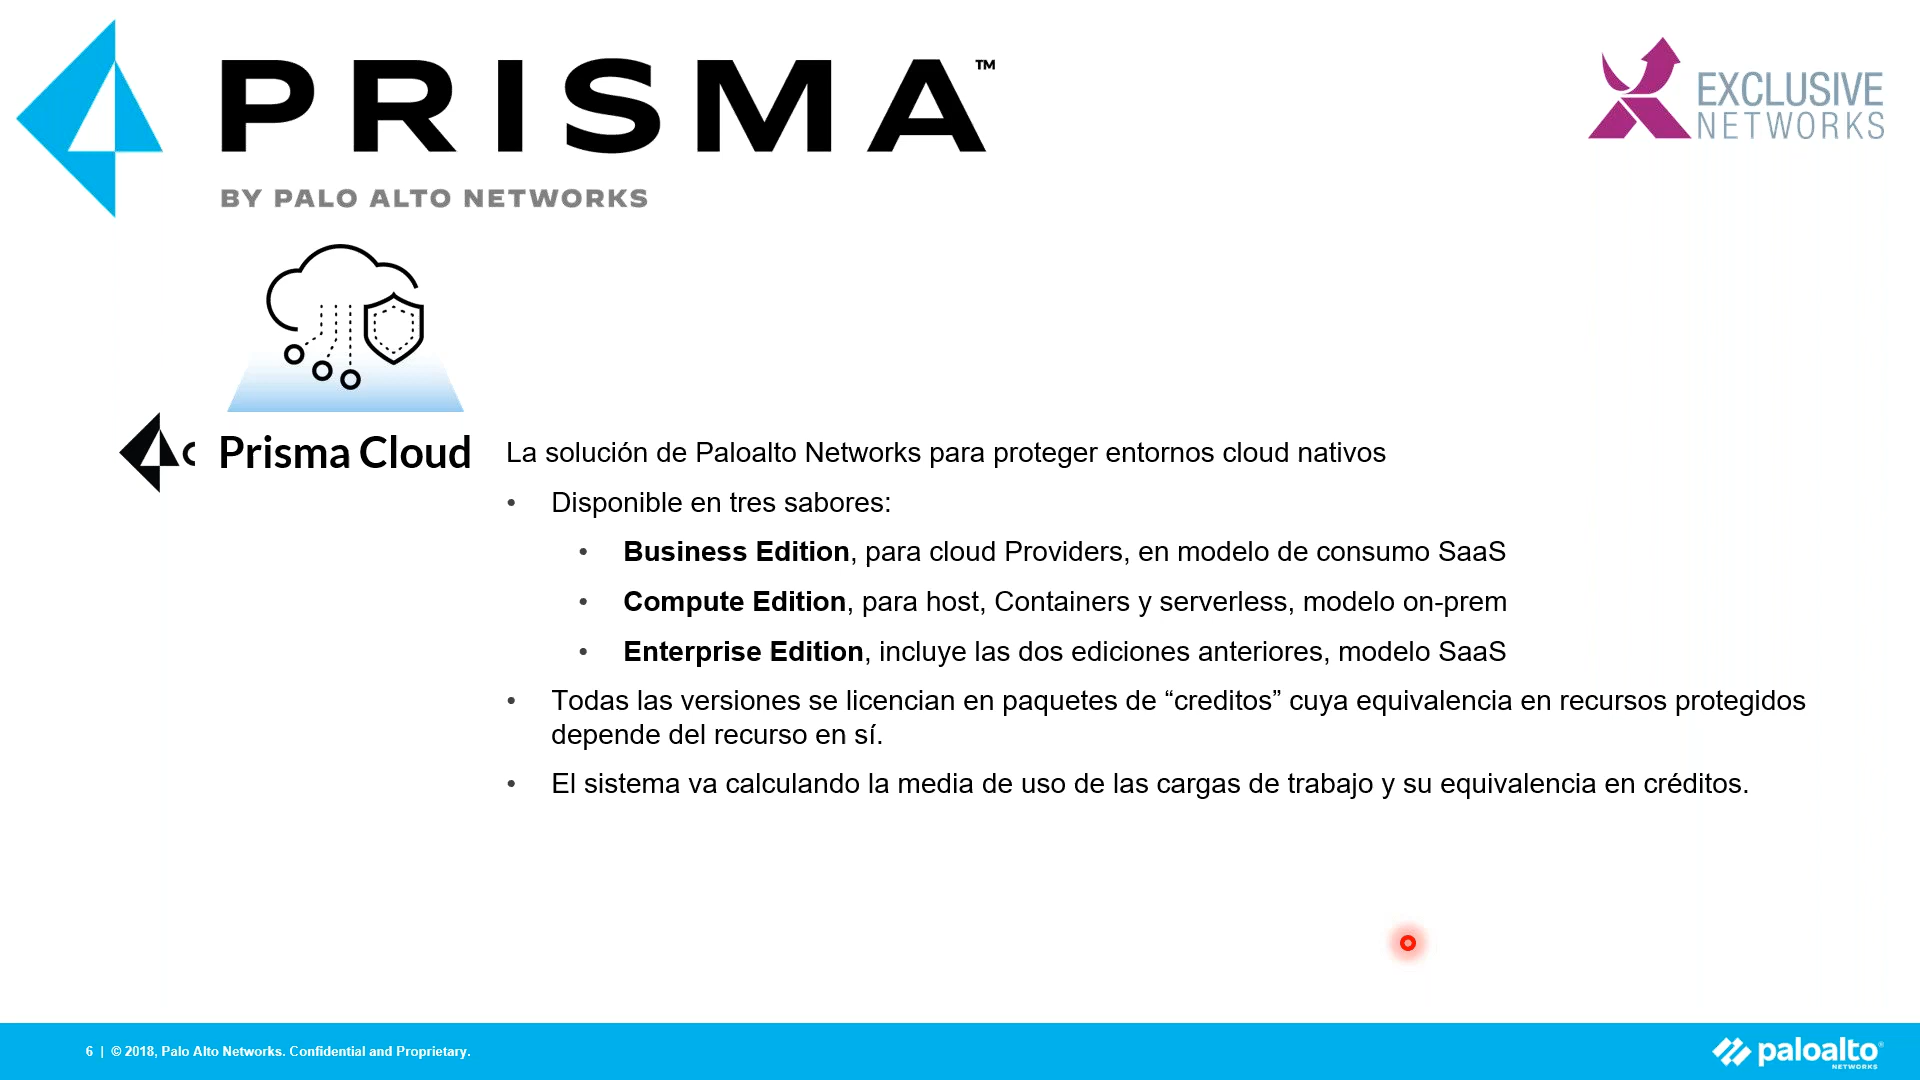 PRISMA™
BY PALO ALTO NETWORKS
EXCLUSIVE
NETWORKS
Prisma Cloud
La solución de Paloalto Networks para proteger entornos cloud nativos
• Disponible en tres sabores:
• Business Edition, para cloud Providers, en modelo de consumo SaaS
• Compute Edition, para host, Containers y serverless, modelo on-prem
• Enterprise Edition, incluye las dos ediciones anteriores, modelo SaaS
• Todas las versiones se licencian en paquetes de “creditos” cuya equivalencia en recursos protegidos
depende del recurso en sí.
• El sistema va calculando la media de uso de las cargas de trabajo y su equivalencia en créditos.
6 | © 2018, Palo Alto Networks. Confidential and Proprietary.
paloalto®
NETWORKS